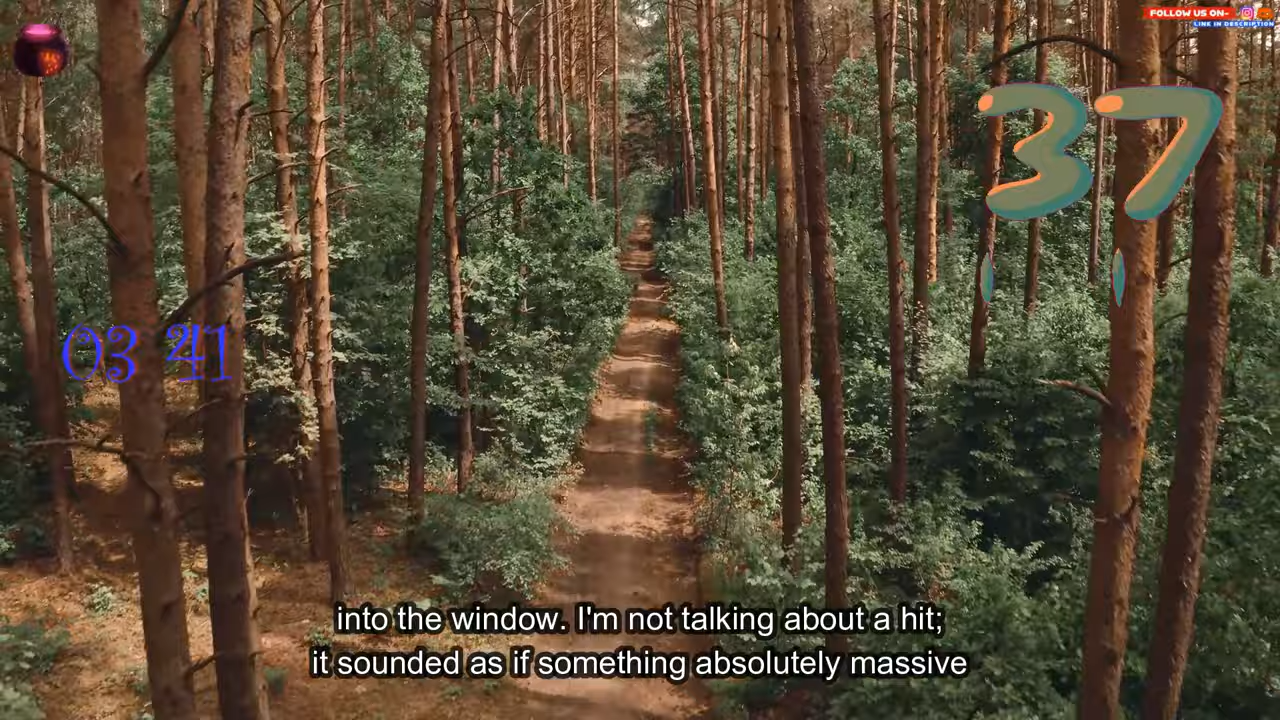 FOLLOW US ON-
LINK IN DESCRIPTION
37
03 41
into the window. I'm not talking about a hit;
it sounded as if something absolutely massive